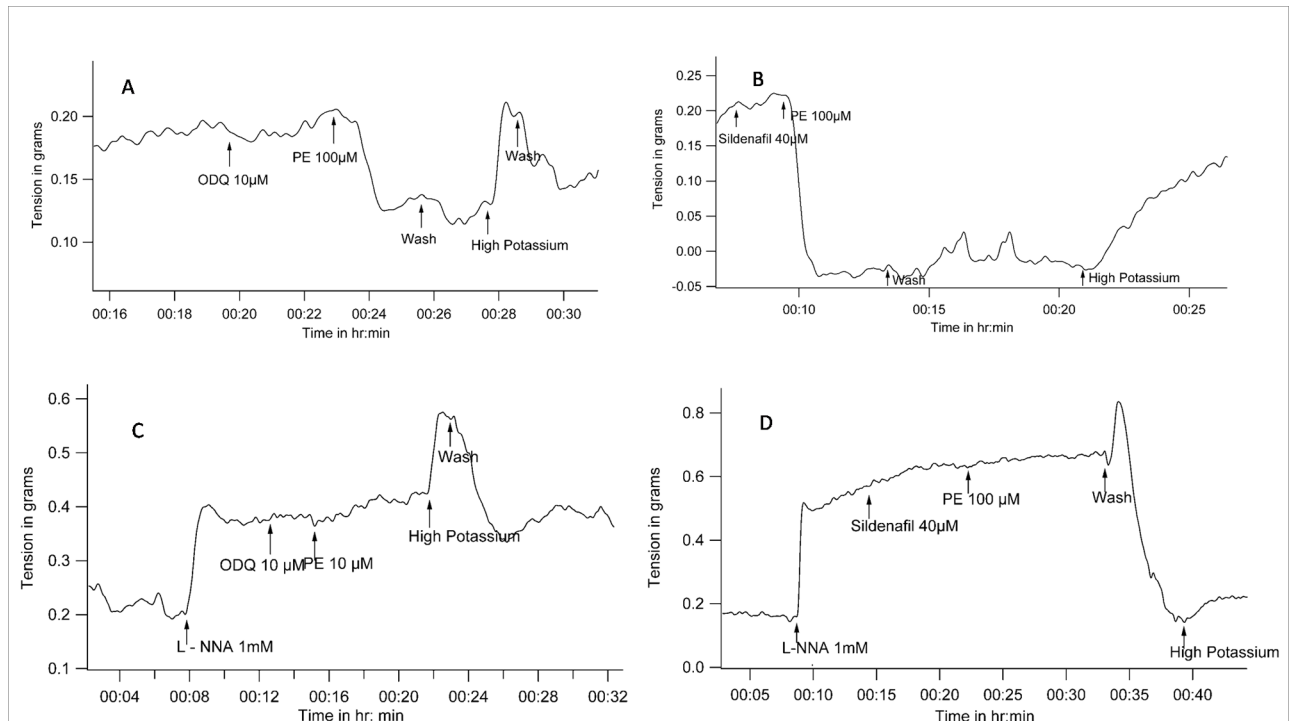 A
Tension in grams
0.20
0.15
0.10
ODQ 10µM
PE 100µM
Wash
High Potassium
Wash
00:16 00:18 00:20 00:22 00:24 00:26 00:28 00:30
Time in hr:min
B
Tension in grams
0.25
0.20
0.15
0.10
0.05
0.00
-0.05
Sildenafil 40µM
PE 100µM
Wash
High Potassium
00:10 00:15 00:20 00:25
Time in hr:min
C
Tension in grams
0.6
0.5
0.4
0.3
0.2
0.1
L - NNA 1mM
ODQ 10 µM
PE 10 µM
High Potassium
Wash
00:04 00:08 00:12 00:16 00:20 00:24 00:28 00:32
Time in hr: min
D
Tension in grams
0.8
0.6
0.4
0.2
0.0
L-NNA 1mM
Sildenafil 40µM
PE 100 µM
Wash
High Potassium
00:05 00:10 00:15 00:20 00:25 00:30 00:35 00:40
Time in hr:min